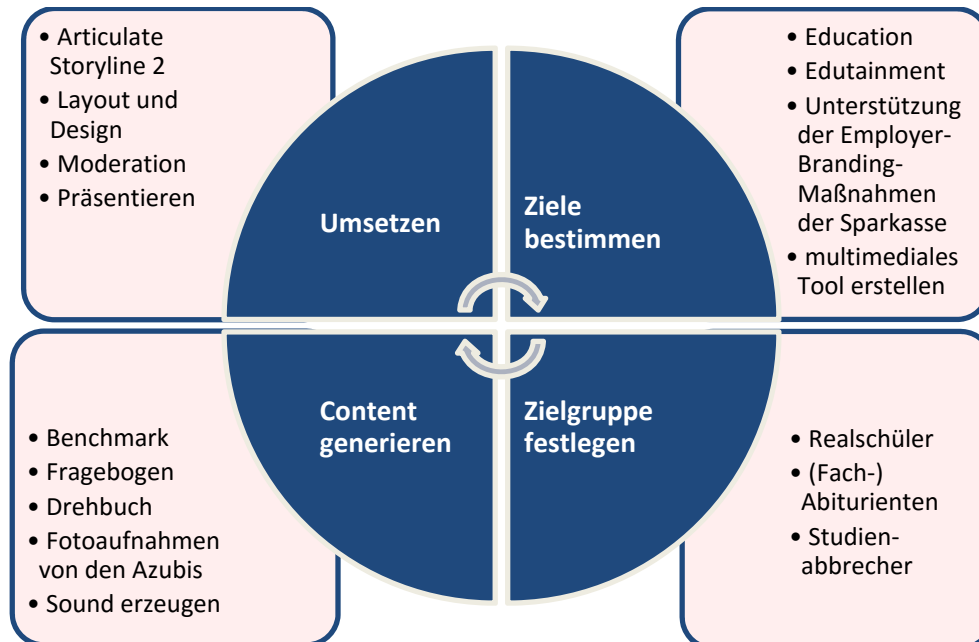 • Articulate
Storyline 2
• Layout und
Design
• Moderation
• Präsentieren
Umsetzen
Ziele
bestimmen
• Education
• Edutainment
• Unterstützung
der Employer-
Branding-
Maßnahmen
der Sparkasse
• multimediales
Tool erstellen
• Benchmark
• Fragebogen
• Drehbuch
• Fotoaufnahmen
von den Azubis
• Sound erzeugen
Content
generieren
Zielgruppe
festlegen
• Realschüler
• (Fach-)
Abiturienten
• Studien-
abbrecher